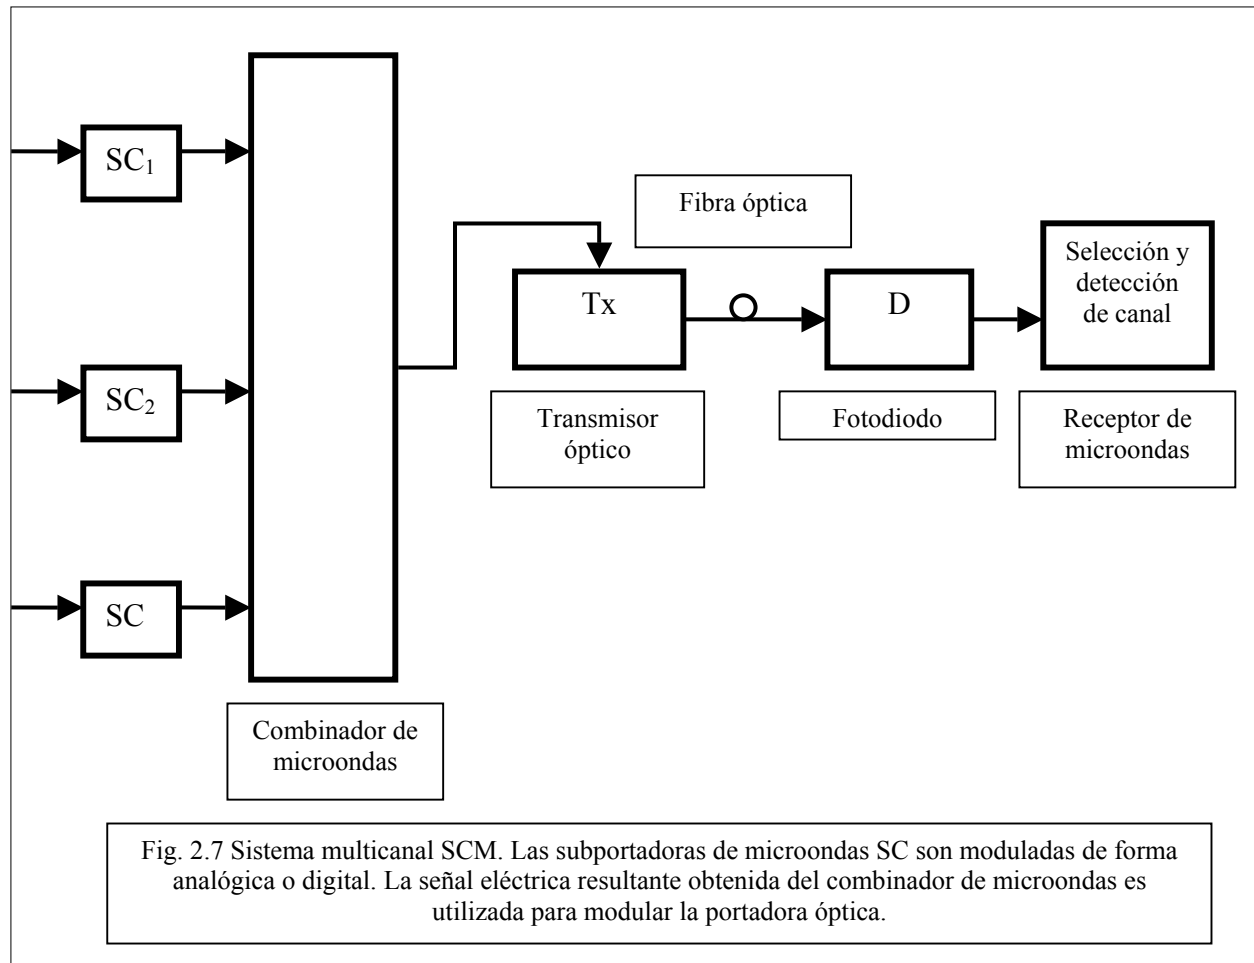 SC₁
Fibra óptica
Selección y
detección
de canal
Tx
D
SC₂
Transmisor
óptico
Fotodiodo
Receptor de
microondas
SC
Combinador de
microondas
Fig. 2.7 Sistema multicanal SCM. Las subportadoras de microondas SC son moduladas de forma
analógica o digital. La señal eléctrica resultante obtenida del combinador de microondas es
utilizada para modular la portadora óptica.